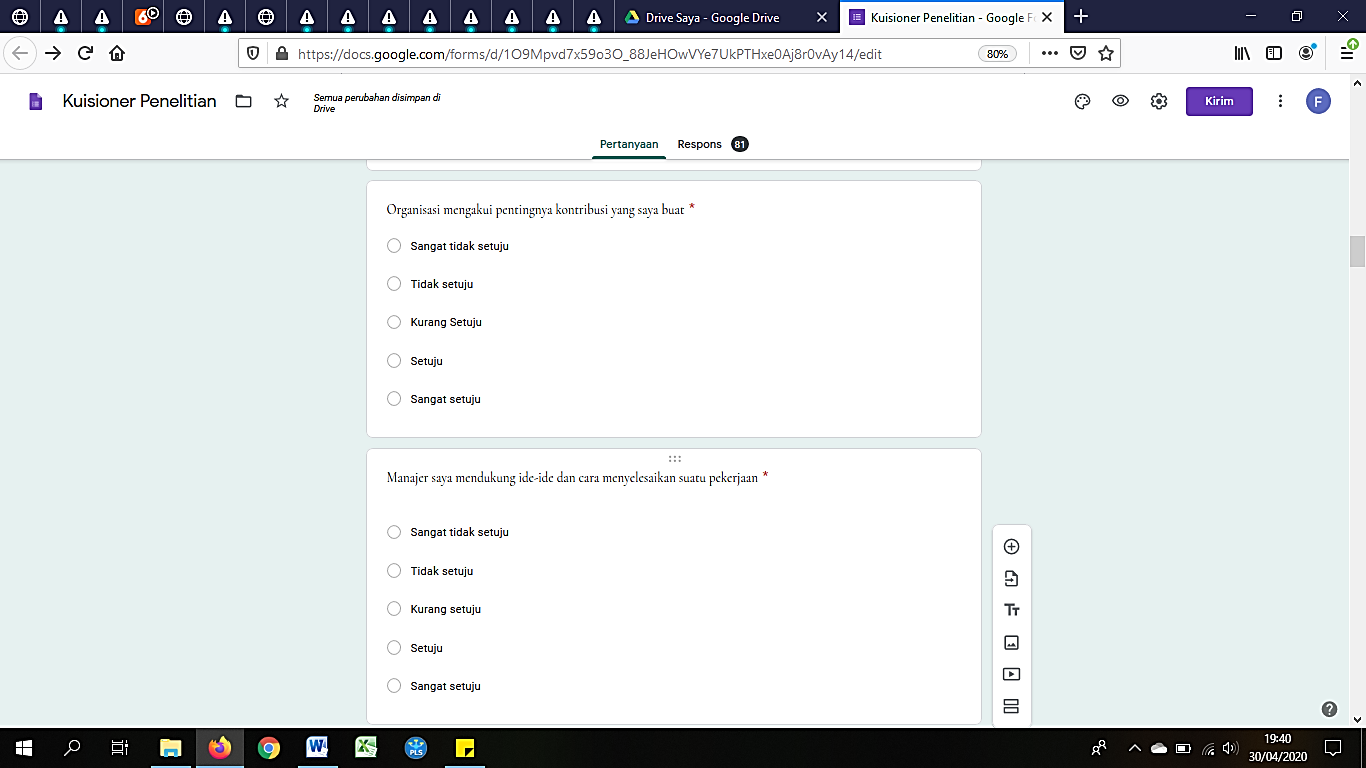 Drive Saya - Google Drive
Kuisioner Penelitian - Google Fo
https://docs.google.com/forms/d/1O9Mpvd7x59o3O_88JeHOwVYe7UkPTHxe0Aj8r0vAy14/edit
80%
Kuisioner Penelitian
Semua perubahan disimpan di
Drive
Kirim
F
Pertanyaan
Respons 81
Organisasi mengakui pentingnya kontribusi yang saya buat *
Sangat tidak setuju
Tidak setuju
Kurang Setuju
Setuju
Sangat setuju
Manajer saya mendukung ide-ide dan cara menyelesaikan suatu pekerjaan *
Sangat tidak setuju
Tidak setuju
Kurang setuju
Setuju
Sangat setuju
Tт
PLS
19:40
30/04/2020